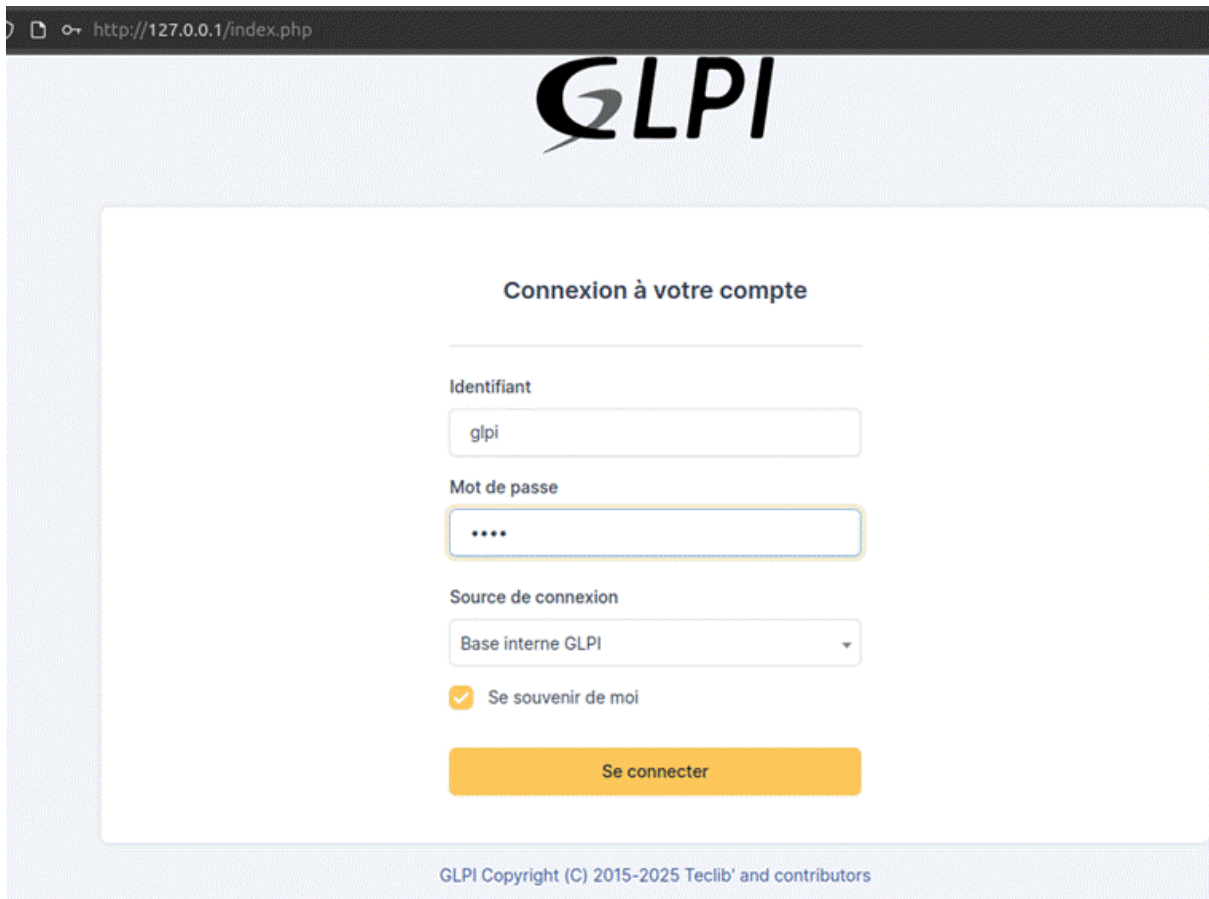 http://127.0.0.1/index.php
GLPI
Connexion à votre compte
Identifiant
glpi
Mot de passe
••••
Source de connexion
Base interne GLPI
Se souvenir de moi
Se connecter
GLPI Copyright (C) 2015-2025 Teclib' and contributors